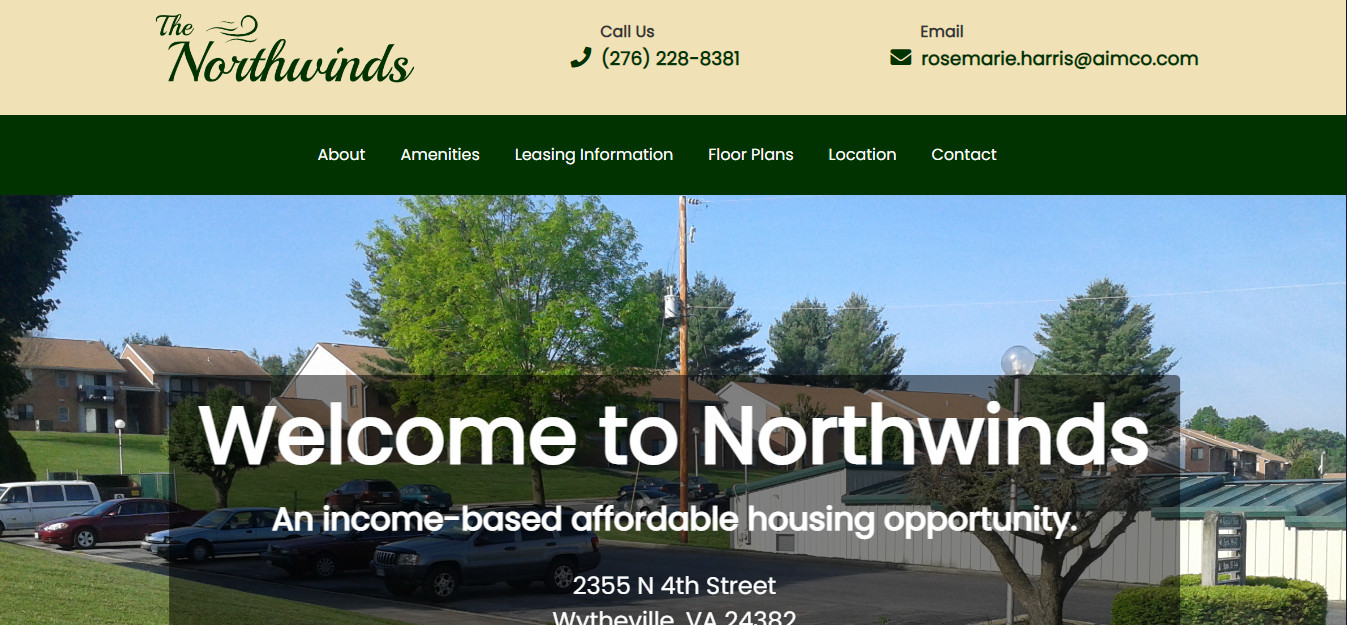 The
Northwinds
Call Us
(276) 228-8381
Email
rosemarie.harris@aimco.com
About Amenities Leasing Information Floor Plans Location Contact
Welcome to Northwinds
An income-based affordable housing opportunity.
2355 N 4th Street
Wytheville, VA 24382